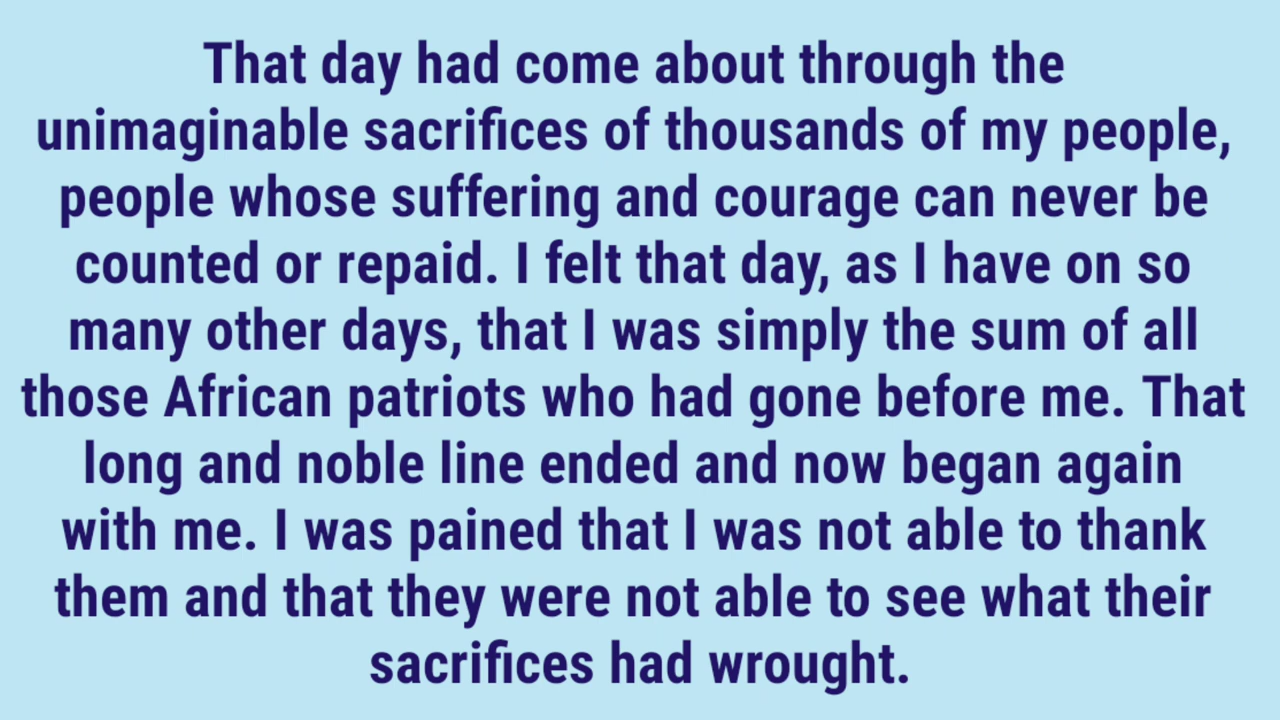 That day had come about through the
unimaginable sacrifices of thousands of my people,
people whose suffering and courage can never be
counted or repaid. I felt that day, as I have on so
many other days, that I was simply the sum of all
those African patriots who had gone before me. That
long and noble line ended and now began again
with me. I was pained that I was not able to thank
them and that they were not able to see what their
sacrifices had wrought.